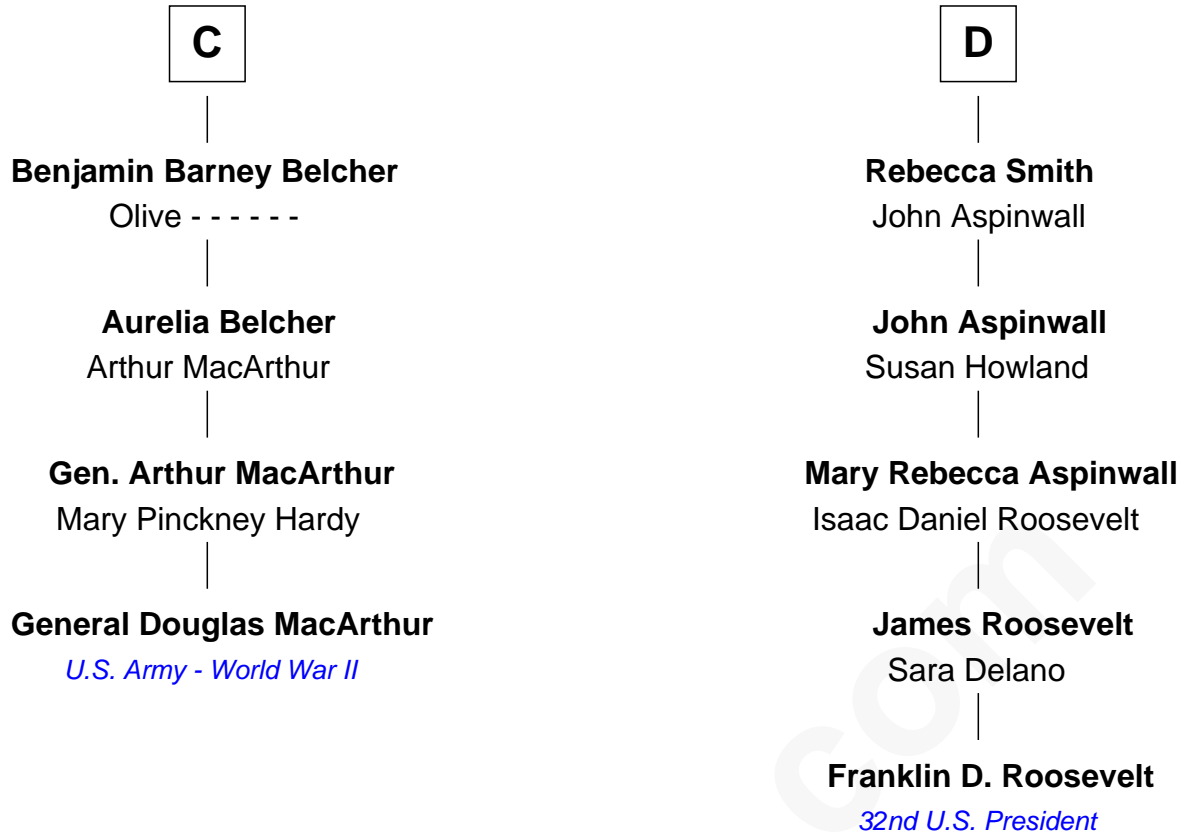 C
Benjamin Barney Belcher
Olive - - - - - -
Aurelia Belcher
Arthur MacArthur
Gen. Arthur MacArthur
Mary Pinckney Hardy
General Douglas MacArthur
U.S. Army - World War II
D
Rebecca Smith
John Aspinwall
John Aspinwall
Susan Howland
Mary Rebecca Aspinwall
Isaac Daniel Roosevelt
James Roosevelt
Sara Delano
Franklin D. Roosevelt
32nd U.S. President
com